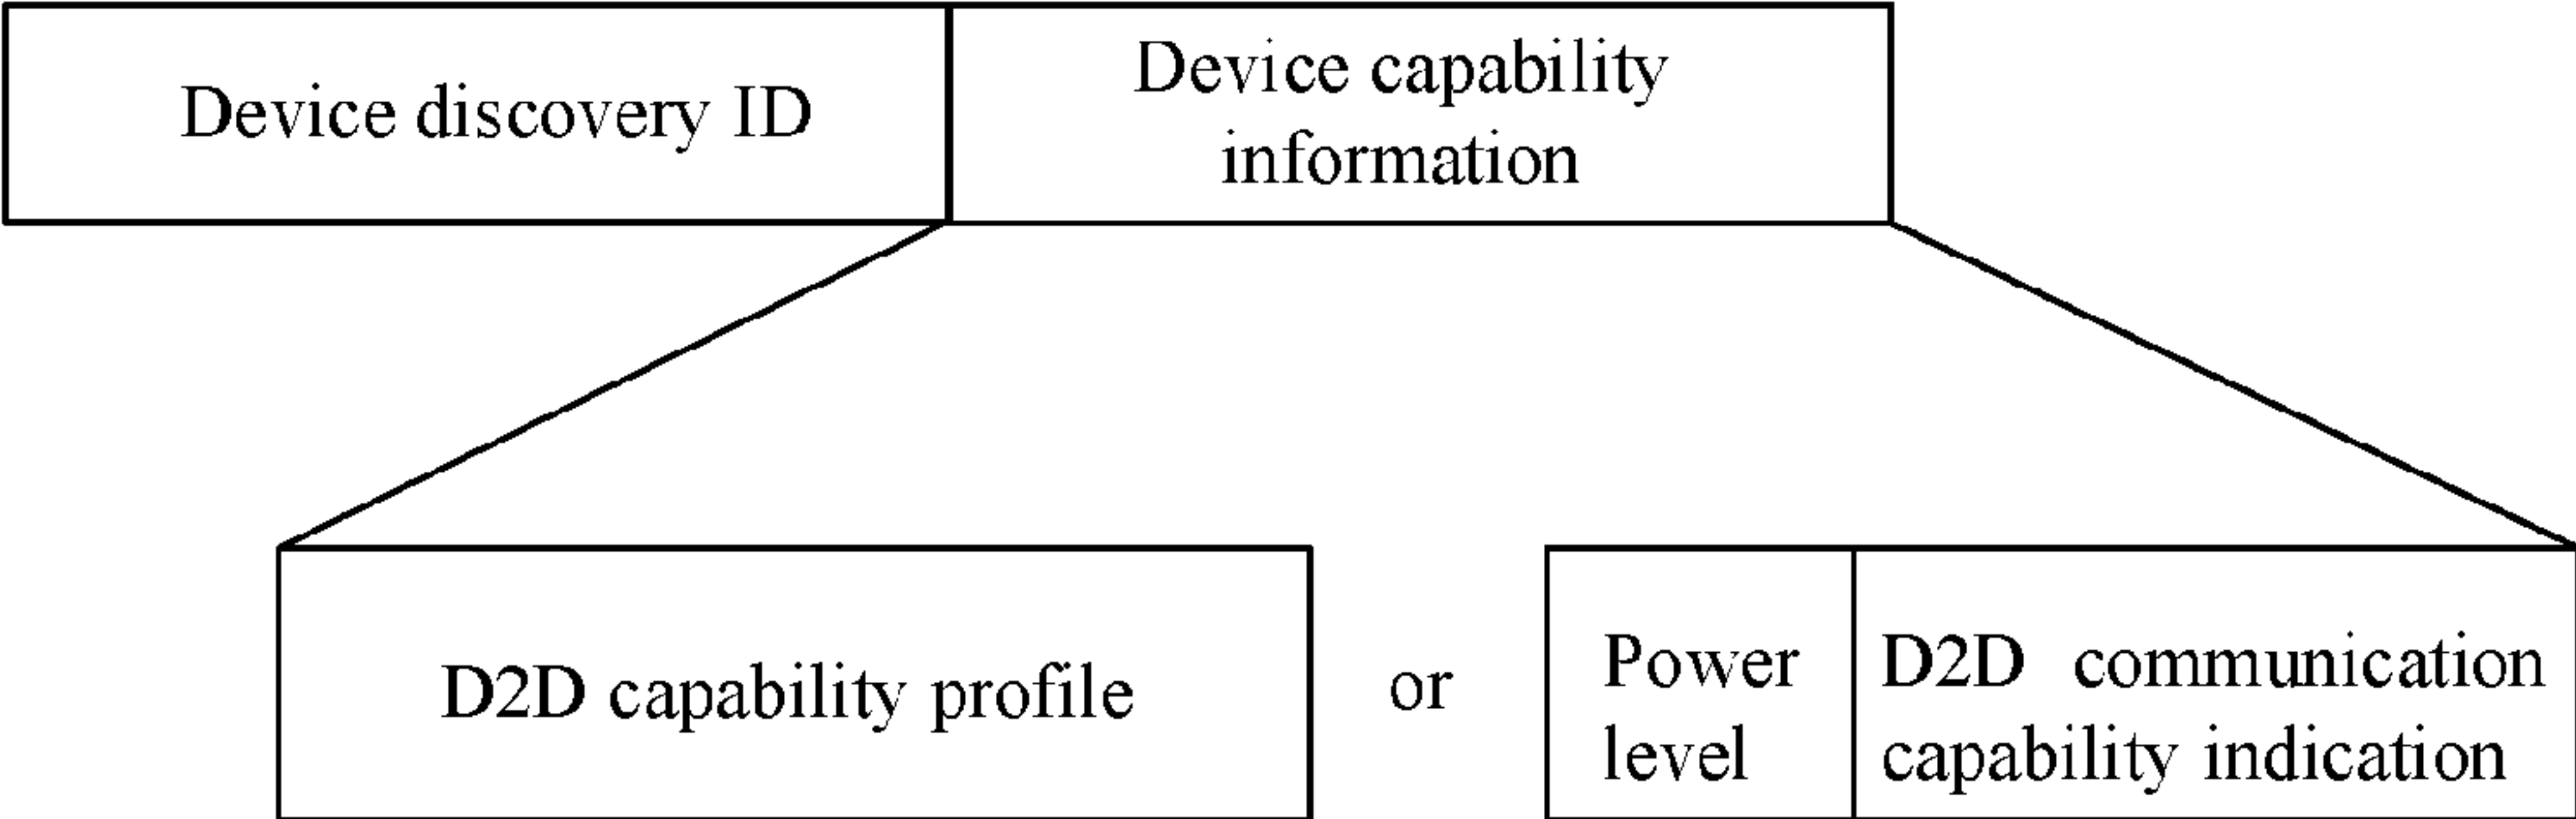 Device discovery ID
Device capability
information
D2D capability profile
or
Power
level
D2D communication
capability indication